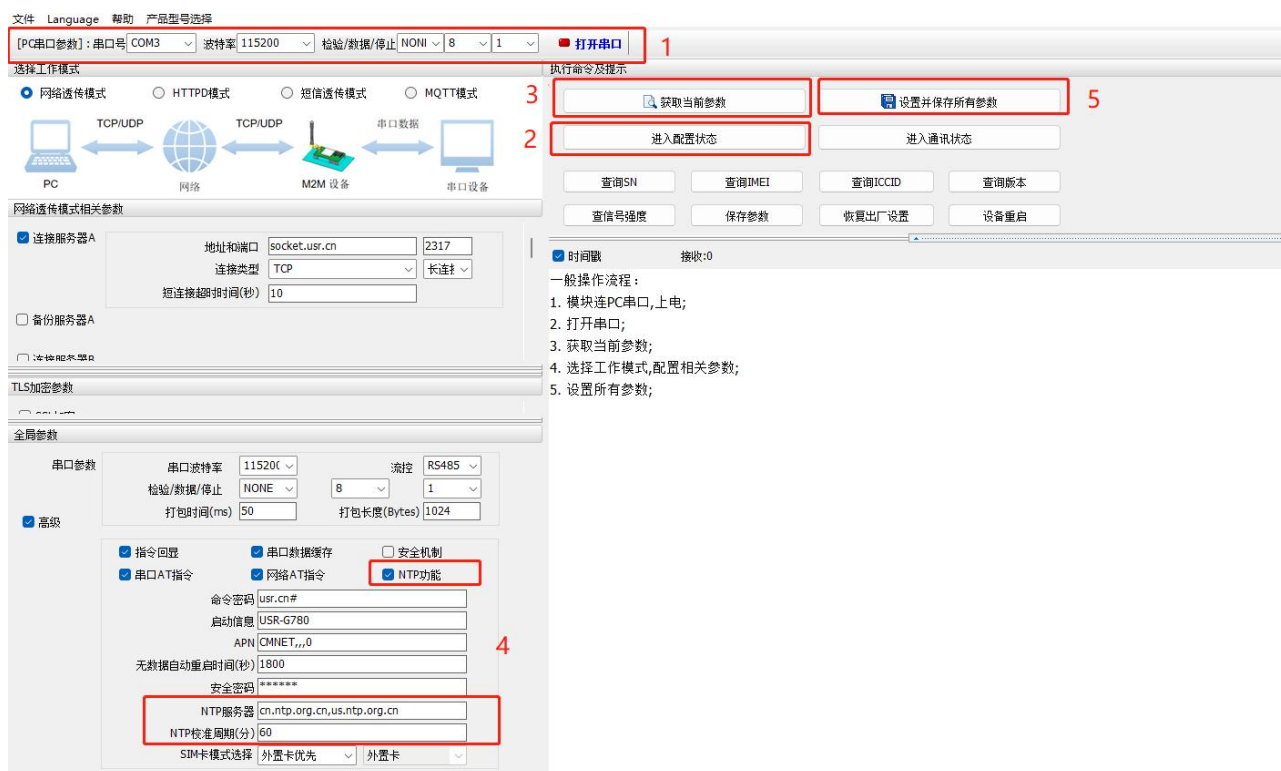 文件 Language 帮助 产品型号选择
[PC串口参数]:串口号 COM3 波特率 115200 检验/数据/停止 NONI 8 1 打开串口 1
选择工作模式
网络透传模式 HTTPD模式 短信透传模式 MQTT模式
TCP/UDP TCP/UDP 串口数据
PC 网络 M2M 设备 串口设备
网络透传模式相关参数
连接服务器A
地址和端口 socket.usr.cn 2317
连接类型 TCP
短连接超时时间(秒) 10
备份服务器A
连接服务器B
TLS加密参数
全局参数
串口参数
串口波特率 11520( 流控 RS485
检验/数据/停止 NONE 8 1
打包时间(ms) 50 打包长度(Bytes) 1024
高级
指令回显 串口数据缓存 安全机制
串口AT指令 网络AT指令 NTP功能
命令密码 usr.cn#
启动信息 USR-G780
APN CMNET,,,0
4
无数据自动重启时间(秒) 1800
安全密码 ******
NTP服务器 cn.ntp.org.cn,us.ntp.org.cn
NTP校准周期(分) 60
SIM卡模式选择 外置卡优先 外置卡
执行命令及提示
3 获取当前参数 设置并保存所有参数 5
2 进入配置状态 进入通讯状态
查询SN 查询IMEI 查询ICCID 查询版本
查信号强度 保存参数 恢复出厂设置 设备重启
时间戳 接收:0
一般操作流程:
1. 模块连PC串口,上电;
2. 打开串口;
3. 获取当前参数;
4. 选择工作模式,配置相关参数;
5. 设置所有参数;